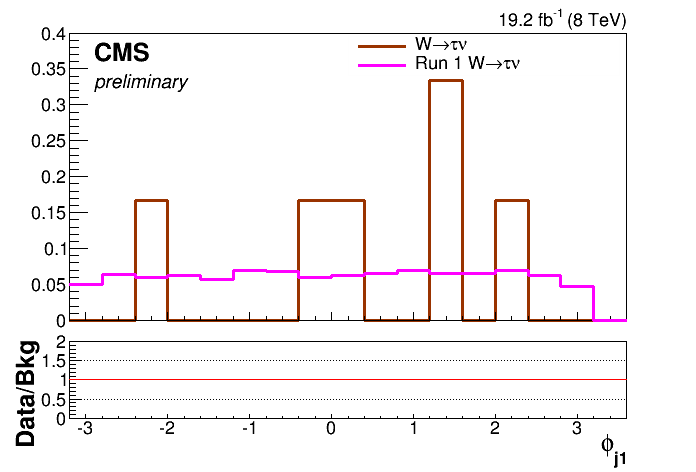 19.2 fb⁻¹ (8 TeV)
CMS
preliminary
W→τν
Run 1 W→τν
0.4
0.35
0.3
0.25
0.2
0.15
0.1
0.05
0
Data/Bkg
2
1.5
1
0.5
0
-3 -2 -1 0 1 2 3
ϕ_j1